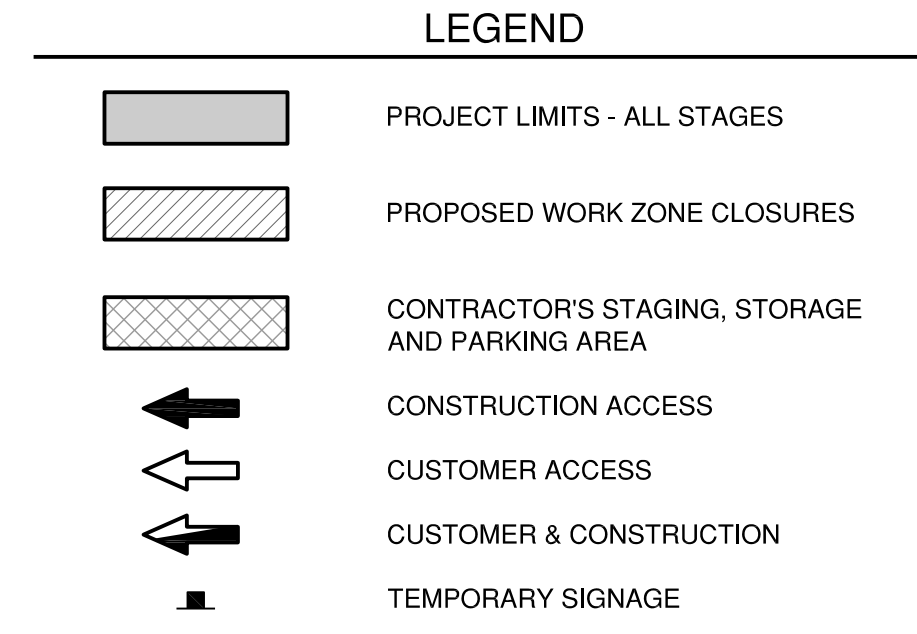 LEGEND
PROJECT LIMITS - ALL STAGES
PROPOSED WORK ZONE CLOSURES
CONTRACTOR'S STAGING, STORAGE
AND PARKING AREA
CONSTRUCTION ACCESS
CUSTOMER ACCESS
CUSTOMER & CONSTRUCTION
TEMPORARY SIGNAGE